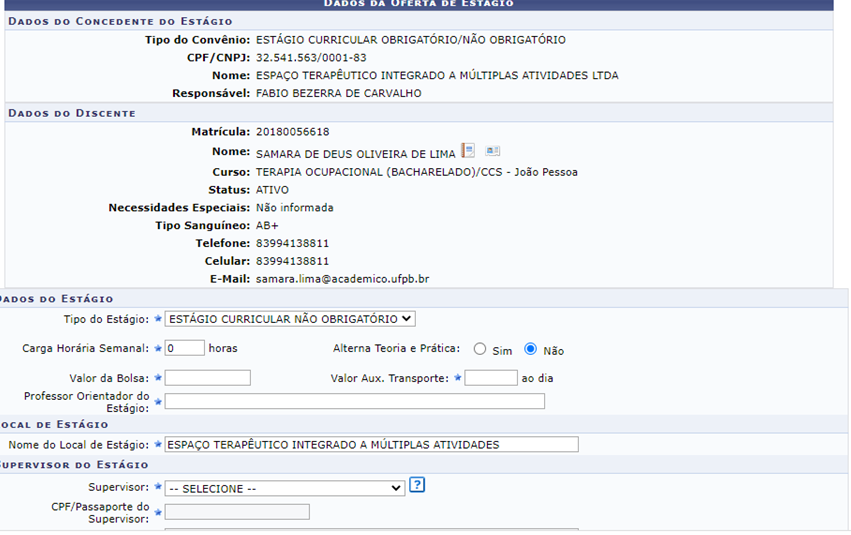 DADOS DA OFERTA DE ESTÁGIO
DADOS DO CONCEDENTE DO ESTÁGIO
Tipo do Convênio: ESTÁGIO CURRICULAR OBRIGATÓRIO/NÃO OBRIGATÓRIO
CPF/CNPJ: 32.541.563/0001-83
Nome: ESPAÇO TERAPÊUTICO INTEGRADO A MÚLTIPLAS ATIVIDADES LTDA
Responsável: FABIO BEZERRA DE CARVALHO
DADOS DO DISCENTE
Matrícula: 20180056618
Nome: SAMARA DE DEUS OLIVEIRA DE LIMA
Curso: TERAPIA OCUPACIONAL (BACHARELADO)/CCS - João Pessoa
Status: ATIVO
Necessidades Especiais: Não informada
Tipo Sanguíneo: AB+
Telefone: 83994138811
Celular: 83994138811
E-Mail: samara.lima@academico.ufpb.br
DADOS DO ESTÁGIO
Tipo do Estágio: ESTÁGIO CURRICULAR NÃO OBRIGATÓRIO
Carga Horária Semanal: 0 horas Alterna Teoria e Prática: Sim Não
Valor da Bolsa: Valor Aux. Transporte: ao dia
Professor Orientador do
Estágio:
LOCAL DE ESTÁGIO
Nome do Local de Estágio: ESPAÇO TERAPÊUTICO INTEGRADO A MÚLTIPLAS ATIVIDADES
SUPERVISOR DO ESTÁGIO
Supervisor: -- SELECIONE -- ?
CPF/Passaporte do
Supervisor: